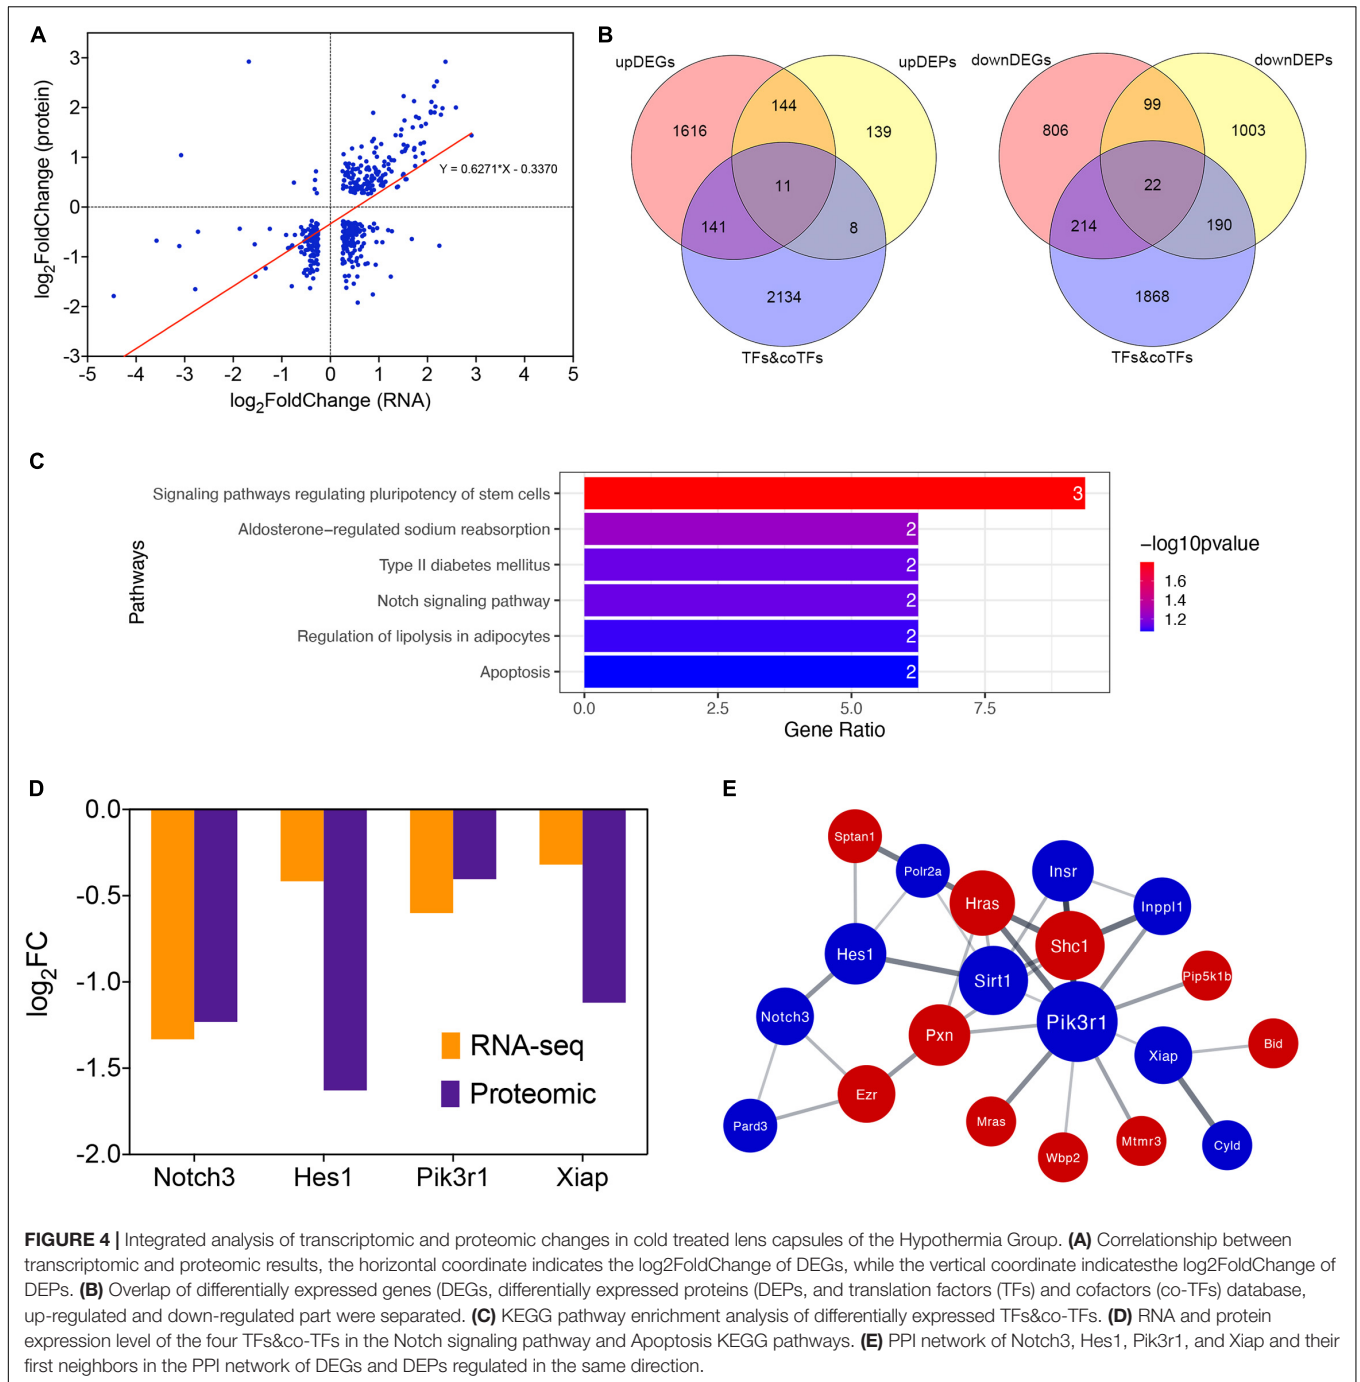 A
log2FoldChange (protein)
3
2
1
0
-1
-2
-3
Y = 0.6271*X - 0.3370
-5 -4 -3 -2 -1 0 1 2 3 4 5
log2FoldChange (RNA)
B
upDEGs
upDEPs
1616
144
139
11
141
8
2134
TFs&coTFs
downDEGs
downDEPs
806
99
1003
22
214
190
1868
TFs&coTFs
C
Pathways
Signaling pathways regulating pluripotency of stem cells 3
Aldosterone-regulated sodium reabsorption 2
Type II diabetes mellitus 2
Notch signaling pathway 2
Regulation of lipolysis in adipocytes 2
Apoptosis 2
0.0 2.5 5.0 7.5
Gene Ratio
-log10pvalue
1.6
1.4
1.2
D
log2FC
0.0
-0.5
-1.0
-1.5
-2.0
RNA-seq
Proteomic
Notch3 Hes1 Pik3r1 Xiap
E
Sptan1
Polr2a
Hras
Insr
Inppl1
Hes1
Shc1
Sirt1
Pip5k1b
Notch3
Pxn
Pik3r1
Xiap
Bid
Ezr
Pard3
Mras
Wbp2
Mtmr3
Cyld
FIGURE 4 | Integrated analysis of transcriptomic and proteomic changes in cold treated lens capsules of the Hypothermia Group. (A) Correlationship between
transcriptomic and proteomic results, the horizontal coordinate indicates the log2FoldChange of DEGs, while the vertical coordinate indicatesthe log2FoldChange of
DEPs. (B) Overlap of differentially expressed genes (DEGs, differentially expressed proteins (DEPs, and translation factors (TFs) and cofactors (co-TFs) database,
up-regulated and down-regulated part were separated. (C) KEGG pathway enrichment analysis of differentially expressed TFs&co-TFs. (D) RNA and protein
expression level of the four TFs&co-TFs in the Notch signaling pathway and Apoptosis KEGG pathways. (E) PPI network of Notch3, Hes1, Pik3r1, and Xiap and their
first neighbors in the PPI network of DEGs and DEPs regulated in the same direction.